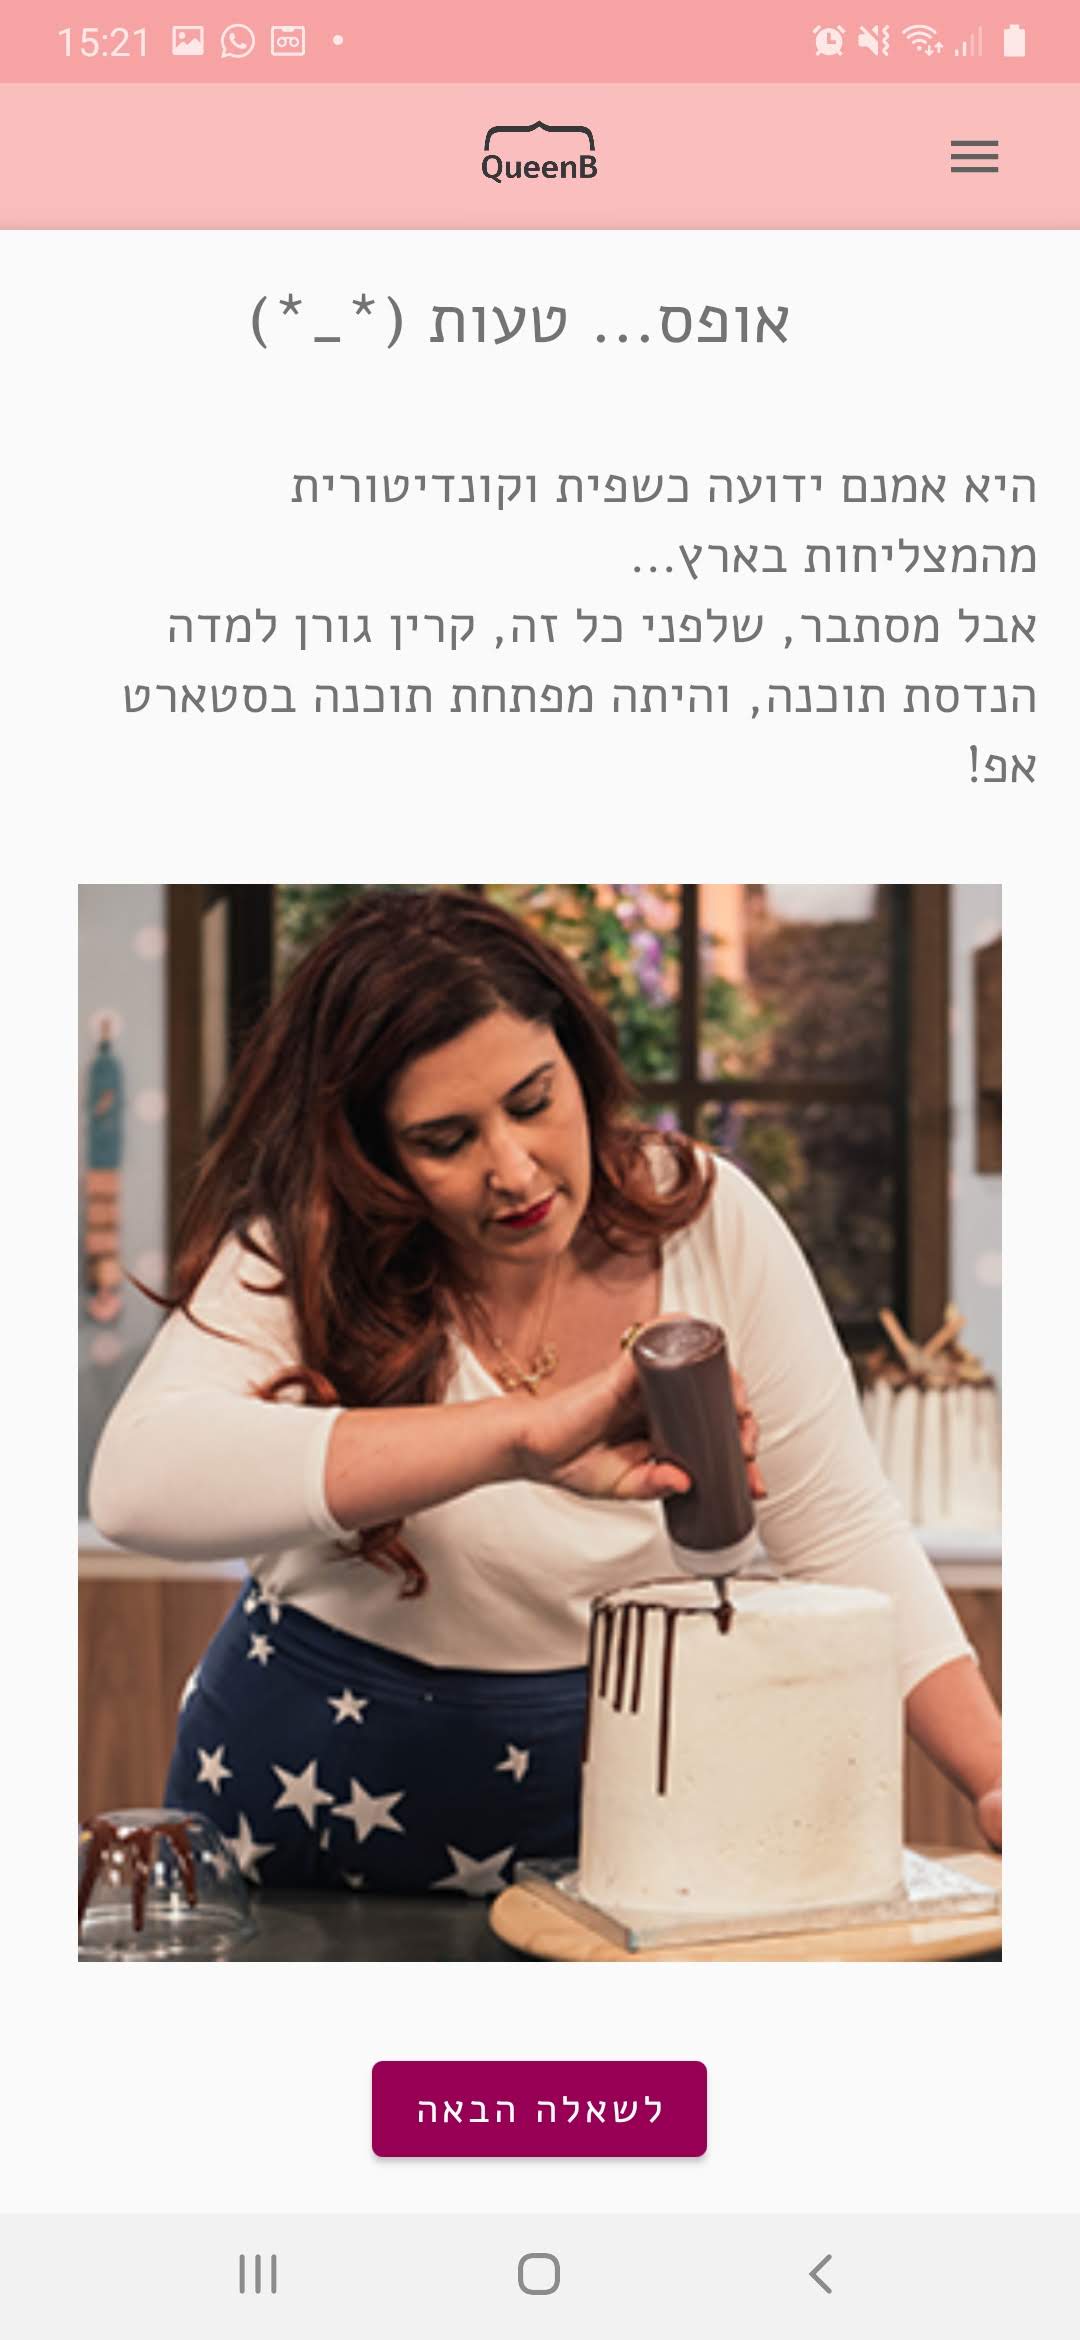 15:21
QueenB
אופס... טעות (*_*)
היא אמנם ידועה כשפית וקונדיטורית
מהמצליחות בארץ...
אבל מסתבר, שלפני כל זה, קרין גורן למדה
הנדסת תוכנה, והיתה מפתחת תוכנה בסטארט
אפ!
לשאלה הבאה